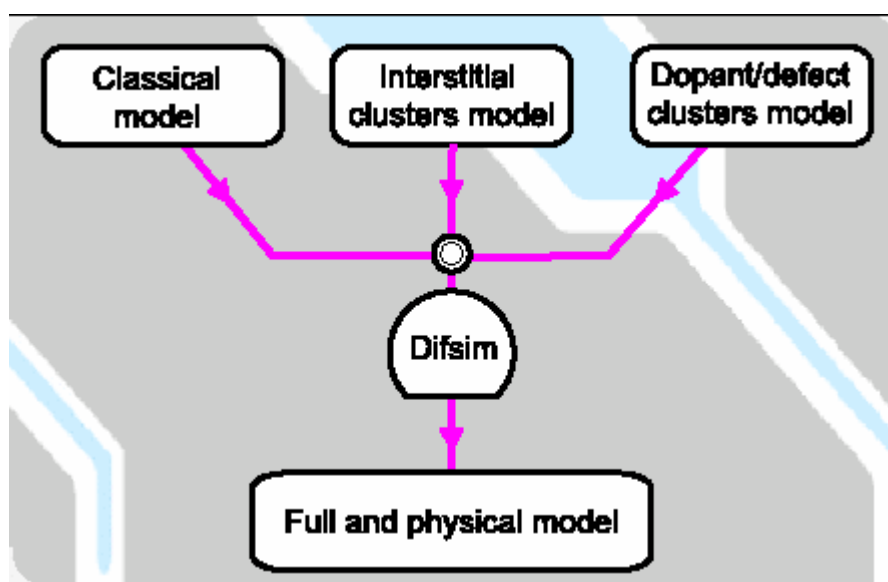 Classical
model
Interstitial
clusters model
Dopant/defect
clusters model
Difsim
Full and physical model